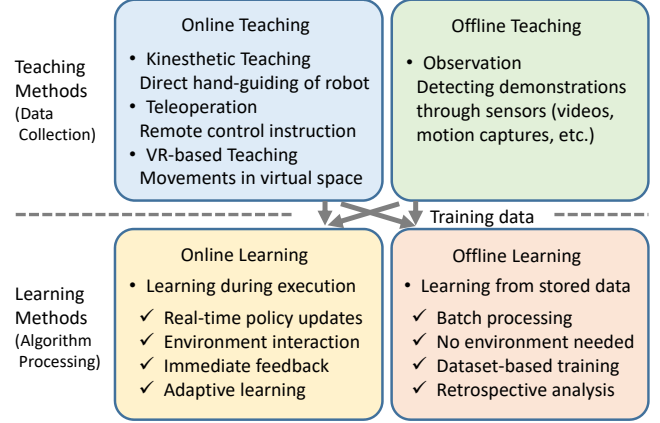 Teaching
Methods
(Data
Collection)
Online Teaching
• Kinesthetic Teaching
Direct hand-guiding of robot
• Teleoperation
Remote control instruction
• VR-based Teaching
Movements in virtual space
Offline Teaching
• Observation
Detecting demonstrations
through sensors (videos,
motion captures, etc.)
Training data
Learning
Methods
(Algorithm
Processing)
Online Learning
• Learning during execution
✓ Real-time policy updates
✓ Environment interaction
✓ Immediate feedback
✓ Adaptive learning
Offline Learning
• Learning from stored data
✓ Batch processing
✓ No environment needed
✓ Dataset-based training
✓ Retrospective analysis